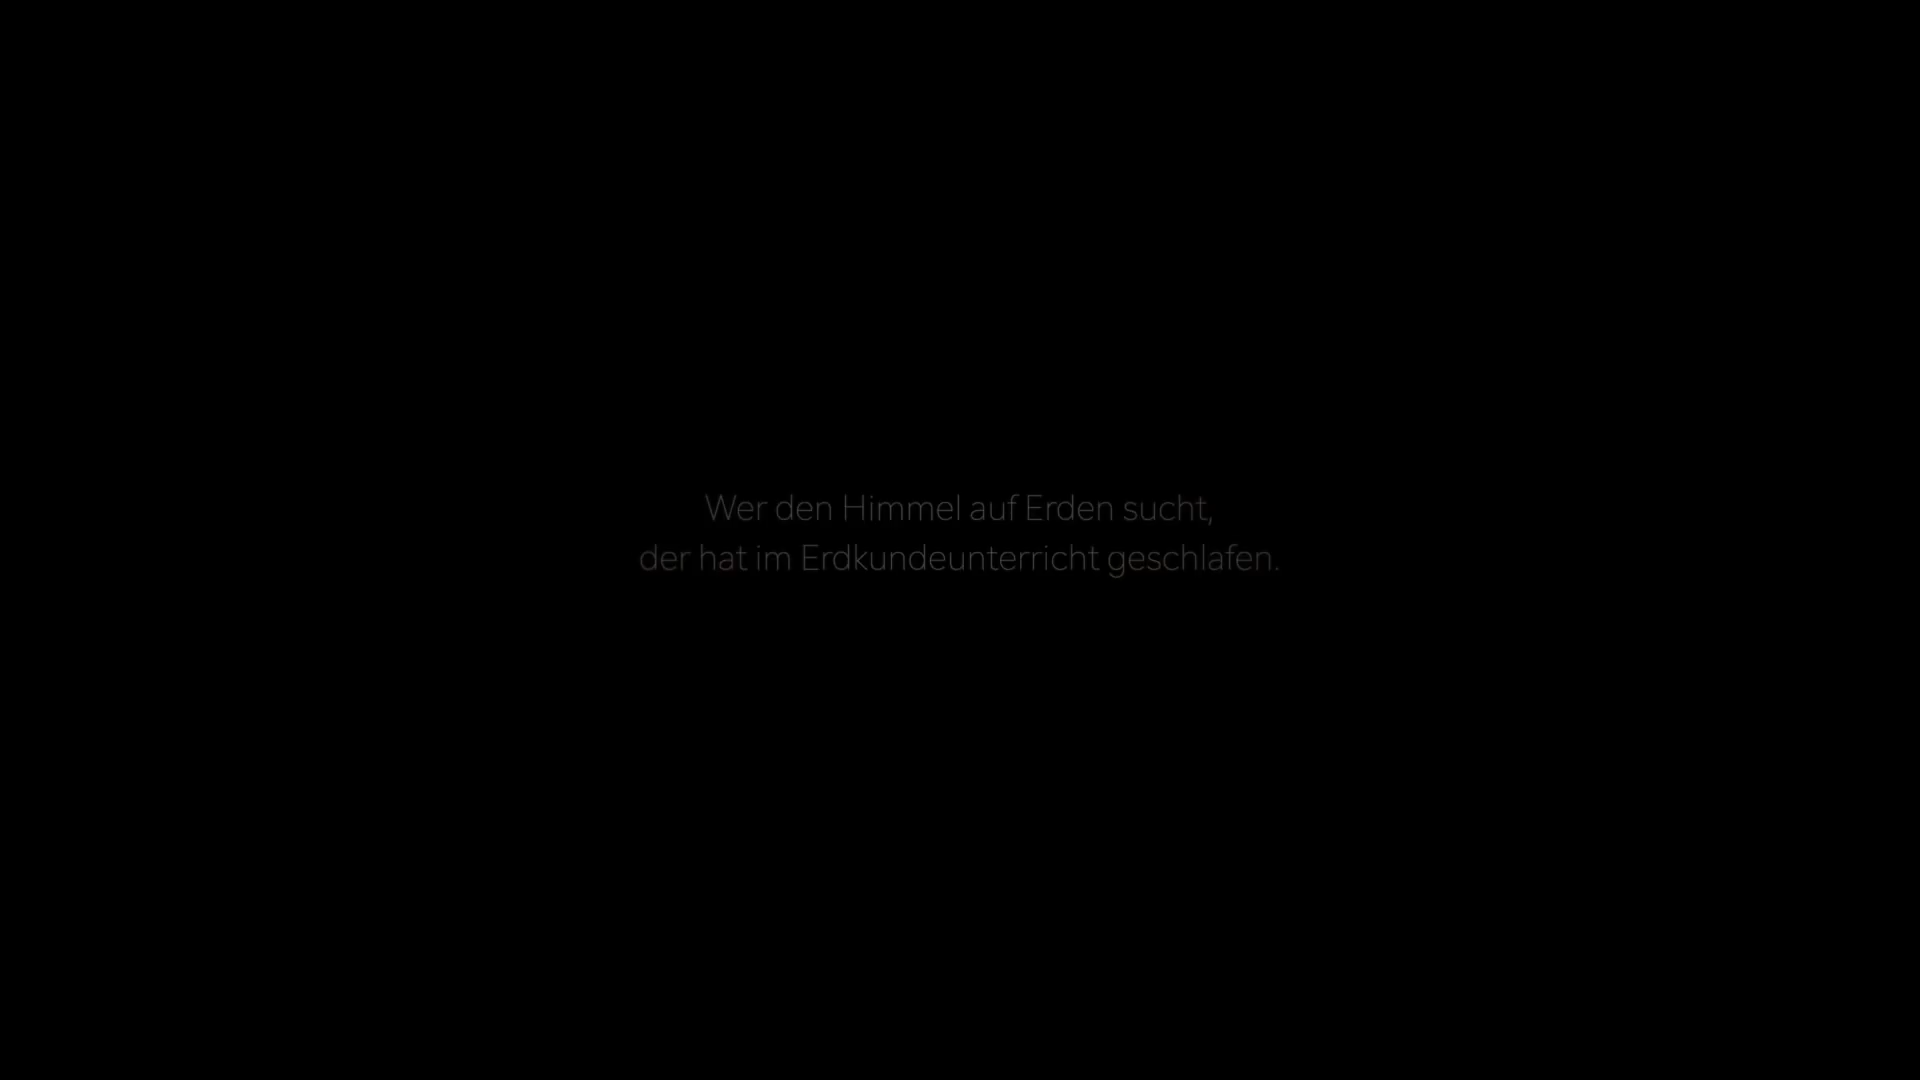 Wer den Himmel auf Erden sucht,
der hat im Erdkundeunterricht geschlafen.